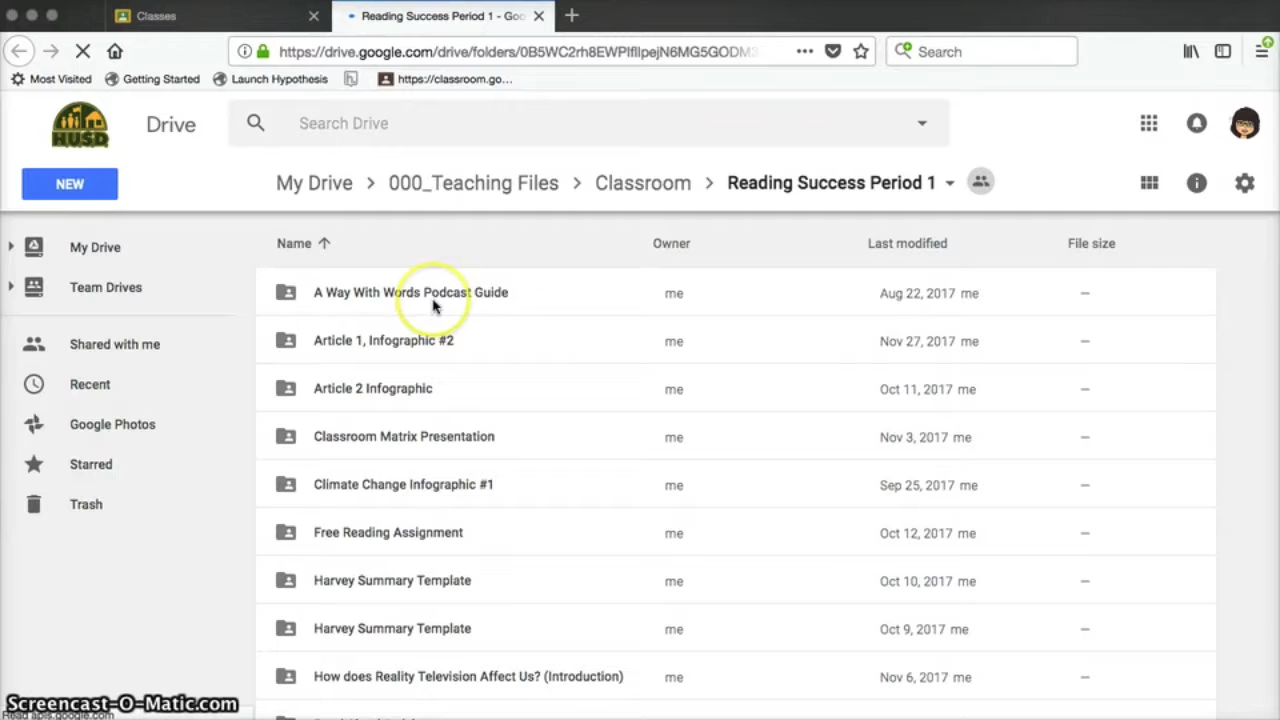 Classes
Reading Success Period 1 - Goo
https://drive.google.com/drive/folders/0B5WC2rh8EWPlfllpejN6MG5GODM
Search
Most Visited Getting Started Launch Hypothesis https://classroom.go...
HUSD
Drive
Search Drive
NEW
My Drive > 000_Teaching Files > Classroom > Reading Success Period 1
My Drive
Team Drives
Shared with me
Recent
Google Photos
Starred
Trash
Name Owner Last modified File size
A Way With Words Podcast Guide me Aug 22, 2017 me –
Article 1, Infographic #2 me Nov 27, 2017 me –
Article 2 Infographic me Oct 11, 2017 me –
Classroom Matrix Presentation me Nov 3, 2017 me –
Climate Change Infographic #1 me Sep 25, 2017 me –
Free Reading Assignment me Oct 12, 2017 me –
Harvey Summary Template me Oct 10, 2017 me –
Harvey Summary Template me Oct 9, 2017 me –
How does Reality Television Affect Us? (Introduction) me Nov 6, 2017 me –
Screencast-O-Matic.com
Read apis.google.com